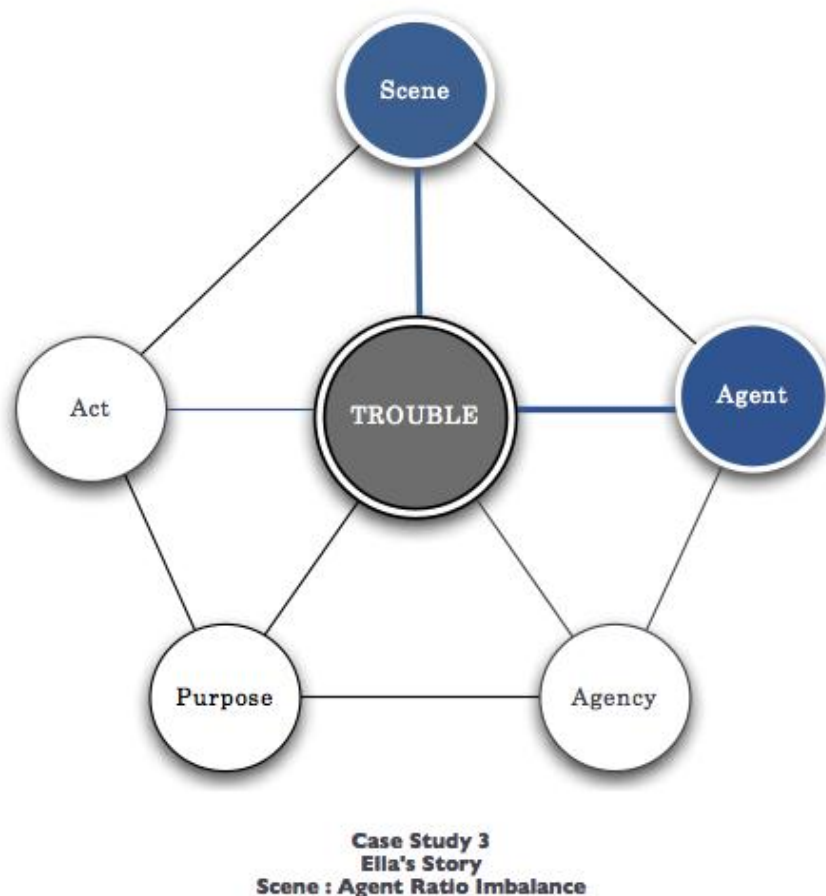 Scene
Act
TROUBLE
Agent
Purpose
Agency
Case Study 3
Ella's Story
Scene : Agent Ratio Imbalance